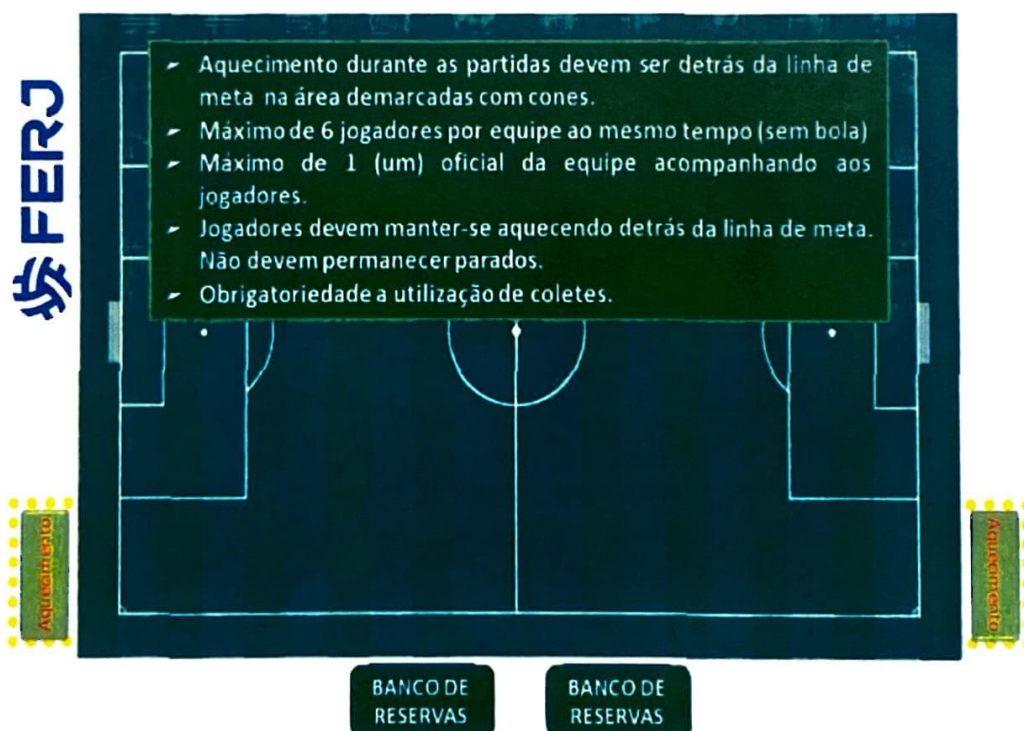 FERJ
➤ Aquecimento durante as partidas devem ser detrás da linha de
meta na área demarcadas com cones.
➤ Máximo de 6 jogadores por equipe ao mesmo tempo (sem bola)
➤ Máximo de 1 (um) oficial da equipe acompanhando aos
jogadores.
➤ Jogadores devem manter-se aquecendo detrás da linha de meta.
Não devem permanecer parados.
➤ Obrigatoriedade a utilização de coletes.
Aquecimento
Aquecimento
BANCO DE
RESERVAS
BANCO DE
RESERVAS